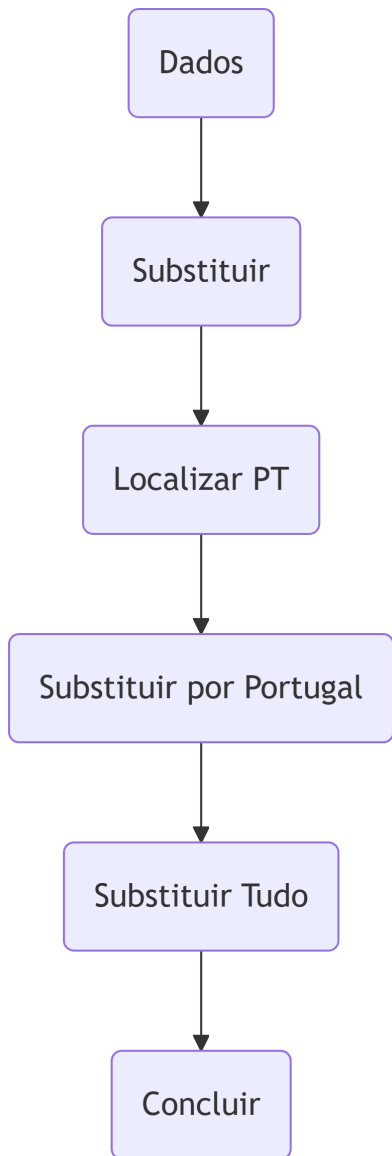 Dados
Substituir
Localizar PT
Substituir por Portugal
Substituir Tudo
Concluir